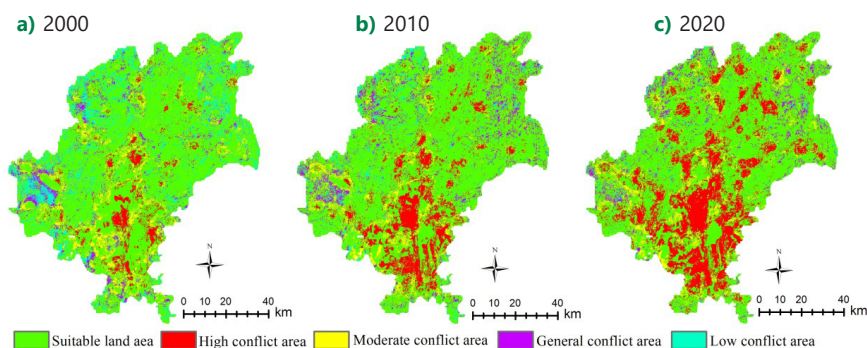 a) 2000
b) 2010
c) 2020
N
N
N
0 10 20 40
km
0 10 20 40
km
0 10 20 40
km
Suitable land aea
High conflict area
Moderate conflict area
General conflict area
Low conflict area